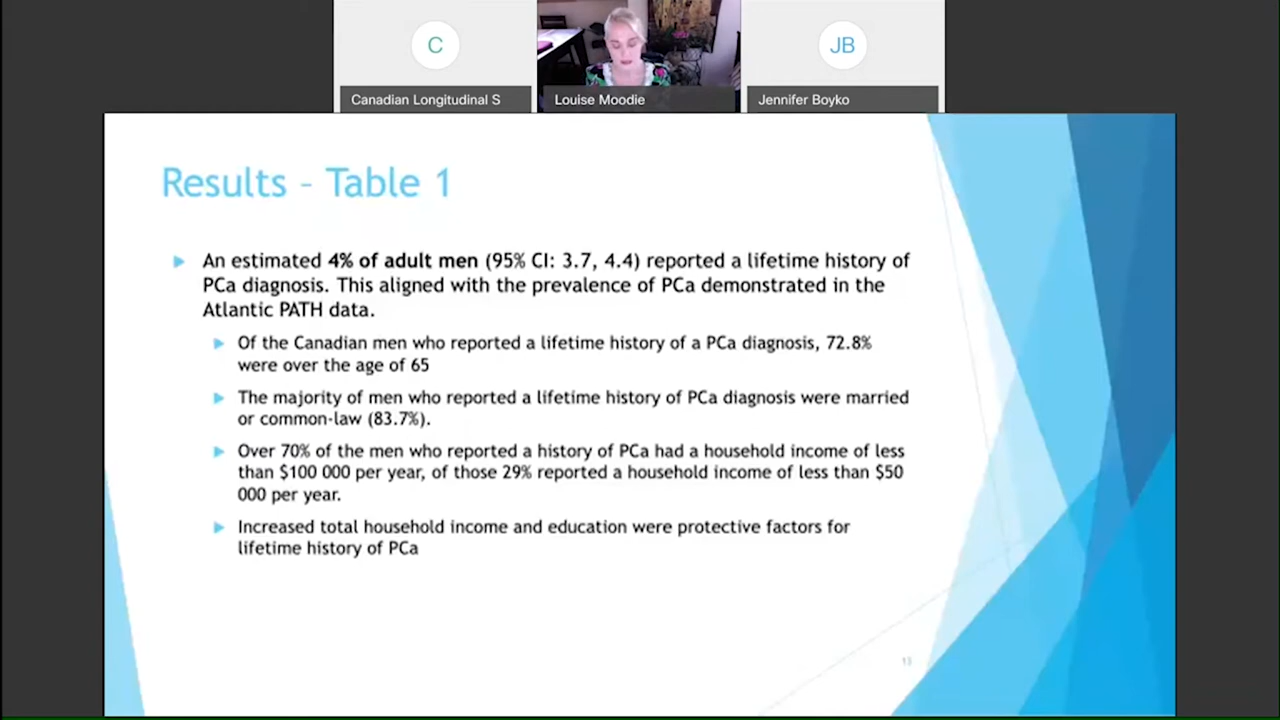 C
JB
Canadian Longitudinal S
Louise Moodie
Jennifer Boyko
Results – Table 1
An estimated 4% of adult men (95% CI: 3.7, 4.4) reported a lifetime history of
PCa diagnosis. This aligned with the prevalence of PCa demonstrated in the
Atlantic PATH data.
Of the Canadian men who reported a lifetime history of a PCa diagnosis, 72.8%
were over the age of 65
The majority of men who reported a lifetime history of PCa diagnosis were married
or common-law (83.7%).
Over 70% of the men who reported a history of PCa had a household income of less
than $100 000 per year, of those 29% reported a household income of less than $50
000 per year.
Increased total household income and education were protective factors for
lifetime history of PCa
13